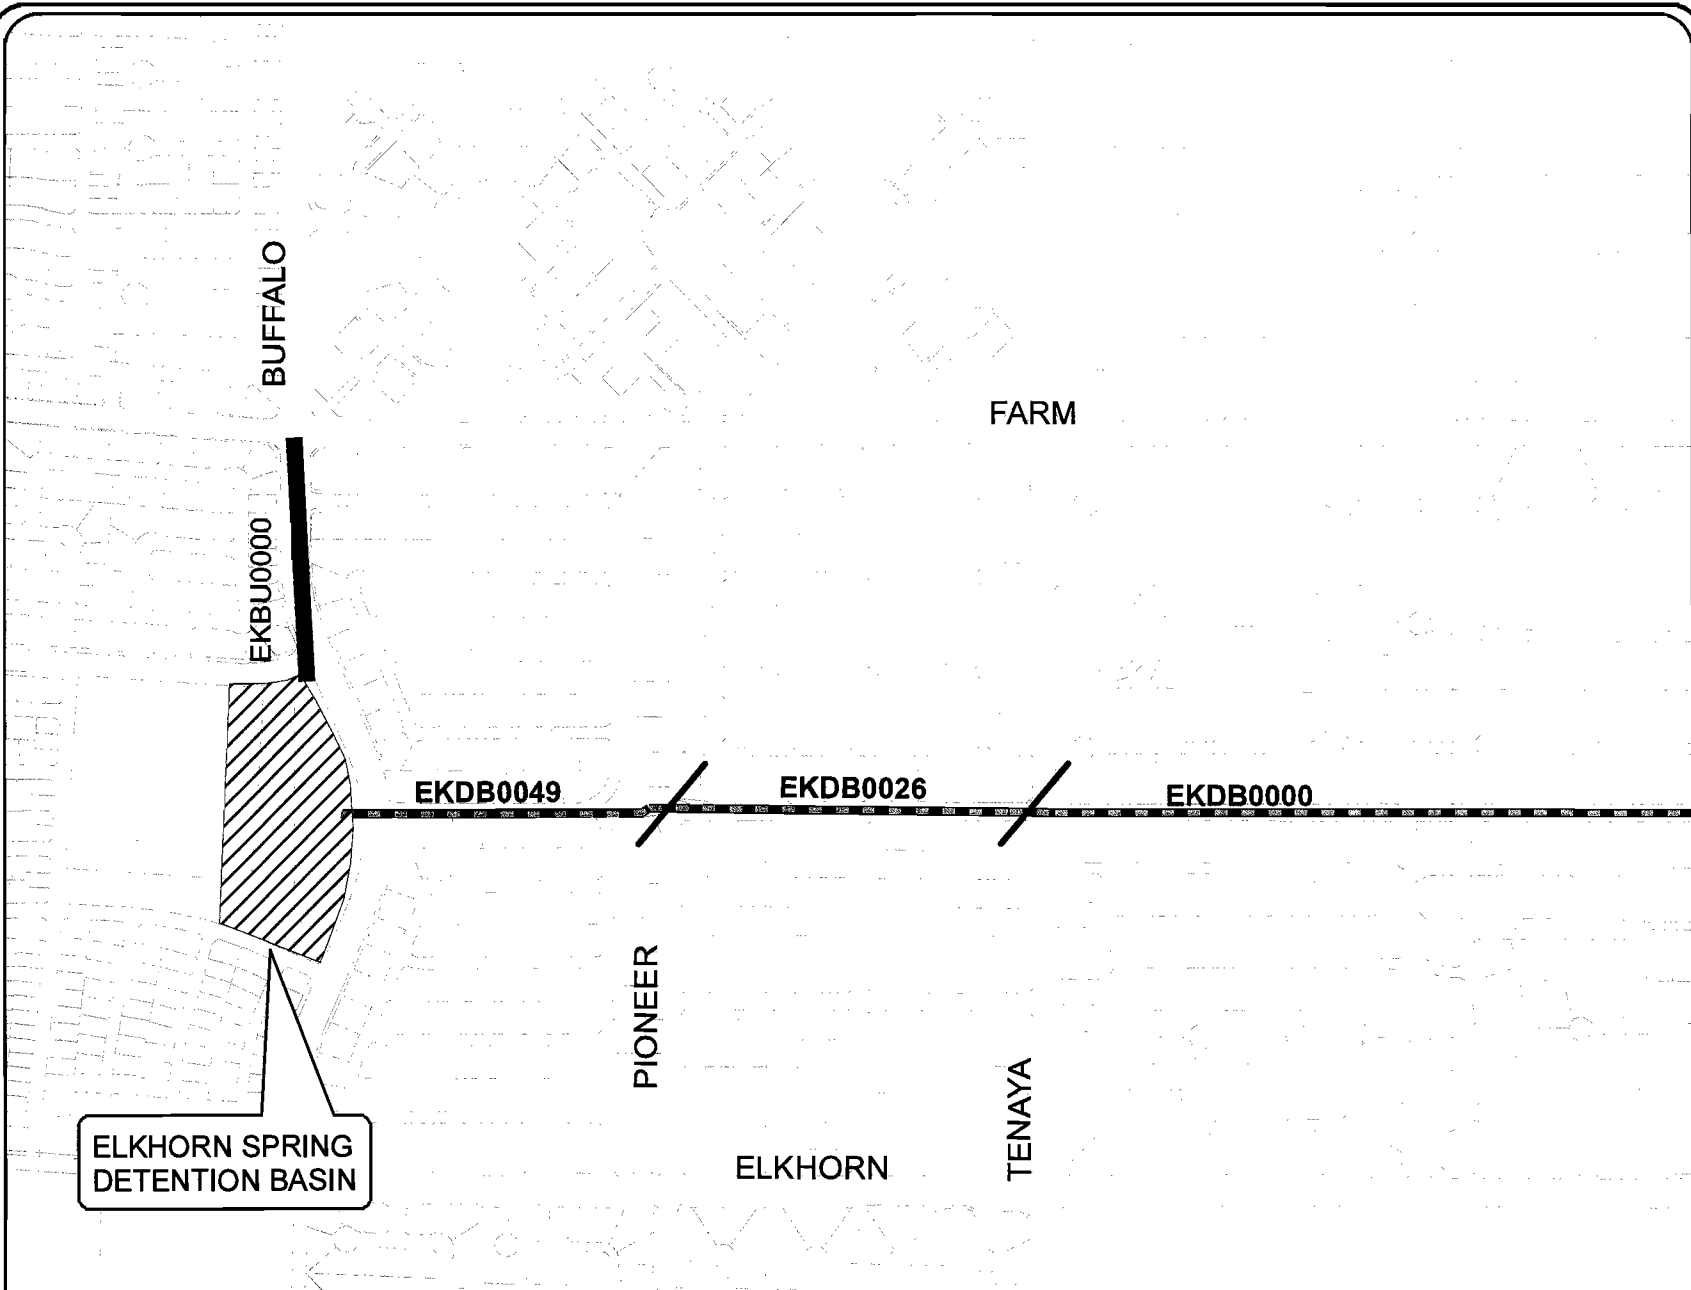 BUFFALO
FARM
EKBU0000
EKDB0049
EKDB0026
EKDB0000
PIONEER
TENAYA
ELKHORN SPRING
DETENTION BASIN
ELKHORN